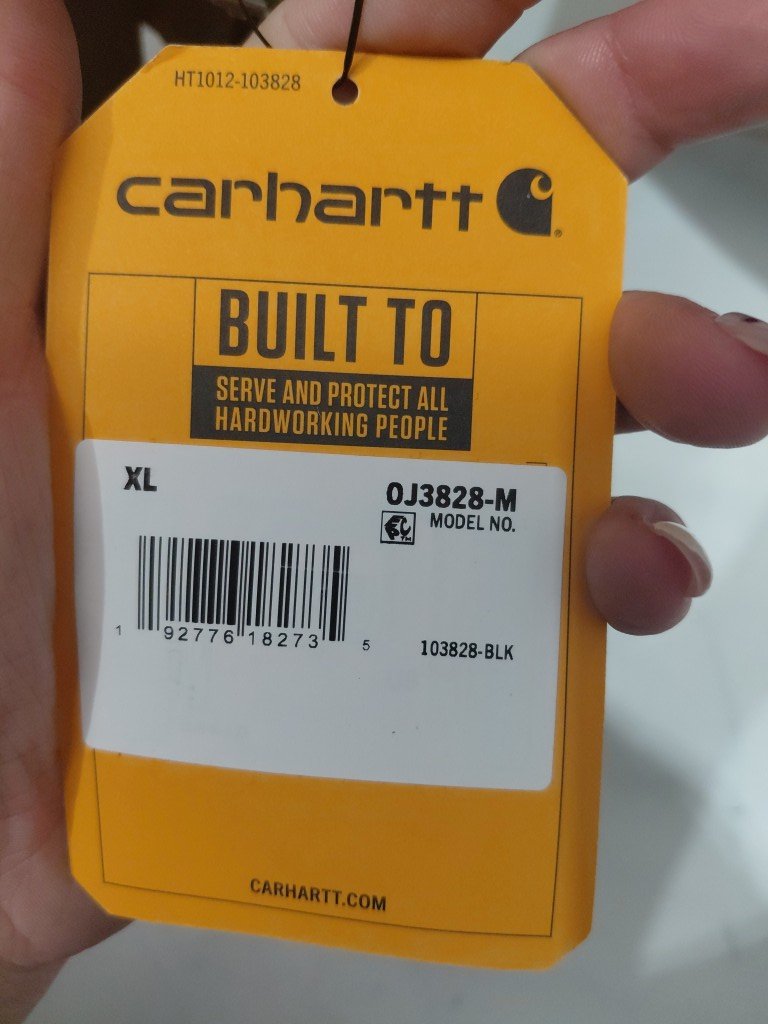 HT1012-103828
carhartt
BUILT TO
SERVE AND PROTECT ALL
HARDWORKING PEOPLE
XL
0J3828-M
MODEL NO.
1 92776 18273 5
103828-BLK
CARHARTT.COM